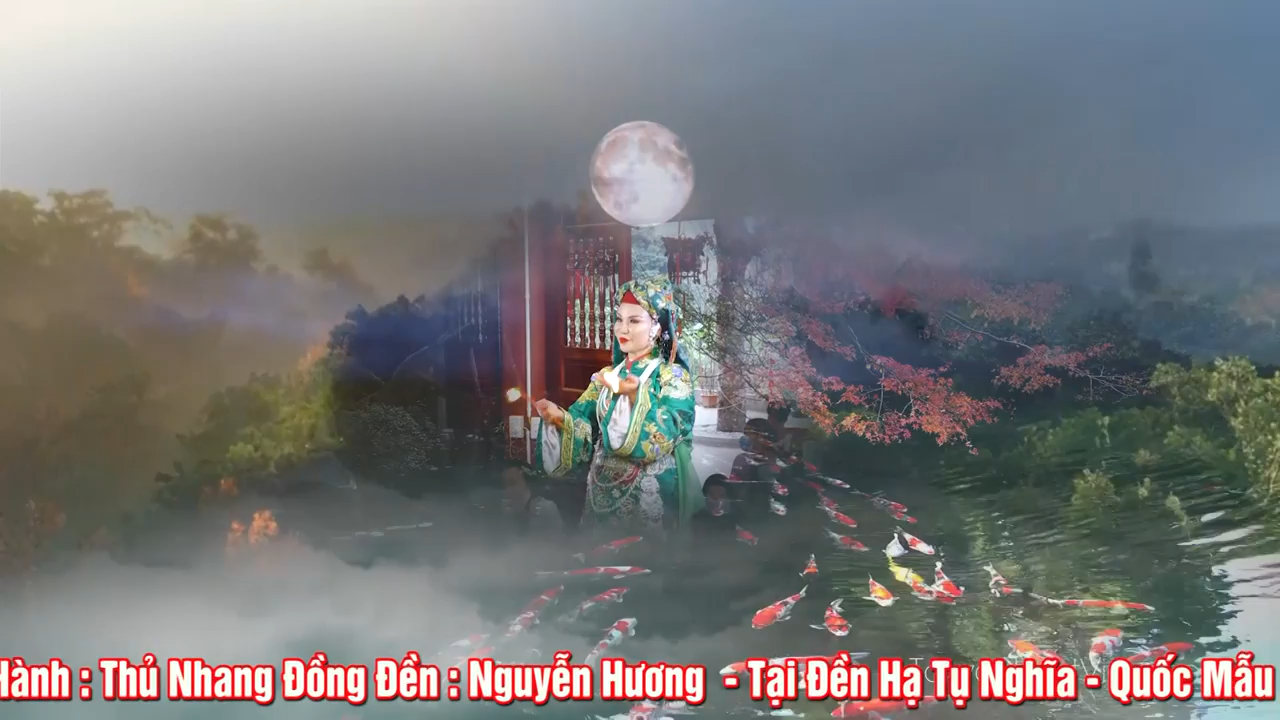 Hành : Thủ Nhang Đồng Đền : Nguyễn Hương - Tại Đền Hạ Tụ Nghĩa - Quốc Mẫu